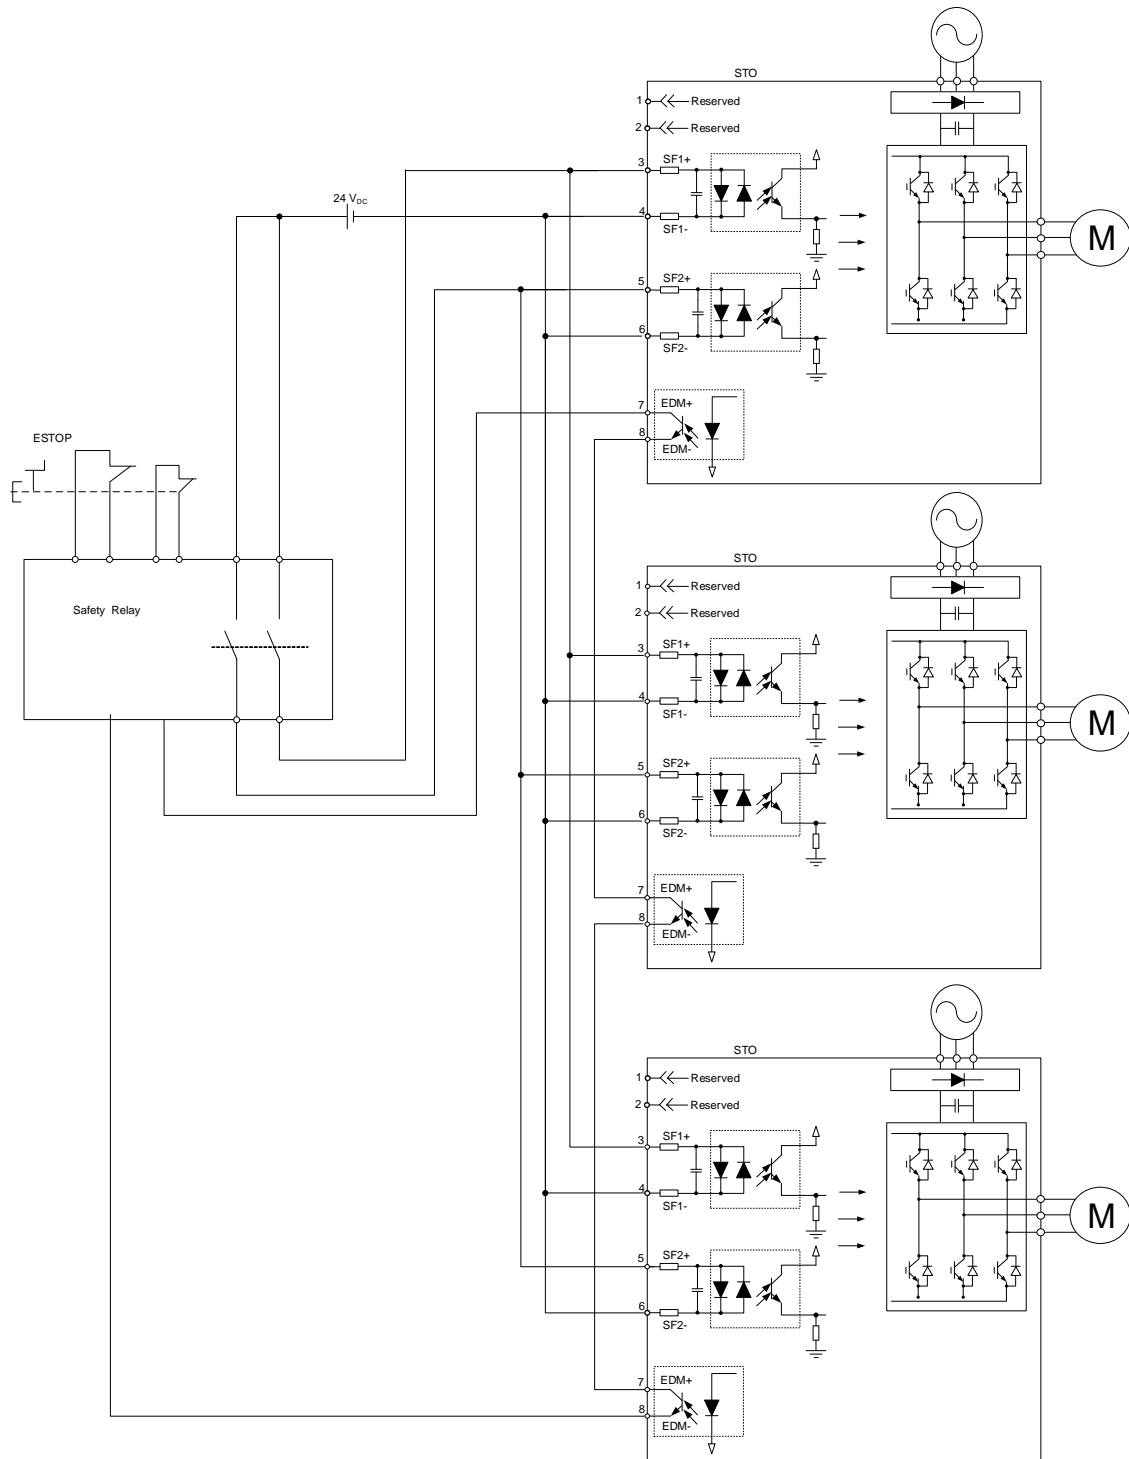 STO
1 Reserved
2 Reserved
3 SF1+
24 VDC
4
SF1-
5 SF2+
6
SF2-
7 EDM+
8
EDM-
M
ESTOP
Safety Relay
STO
1 Reserved
2 Reserved
3 SF1+
4
SF1-
5 SF2+
6
SF2-
7 EDM+
8
EDM-
M
STO
1 Reserved
2 Reserved
3 SF1+
4
SF1-
5 SF2+
6
SF2-
7 EDM+
8
EDM-
M